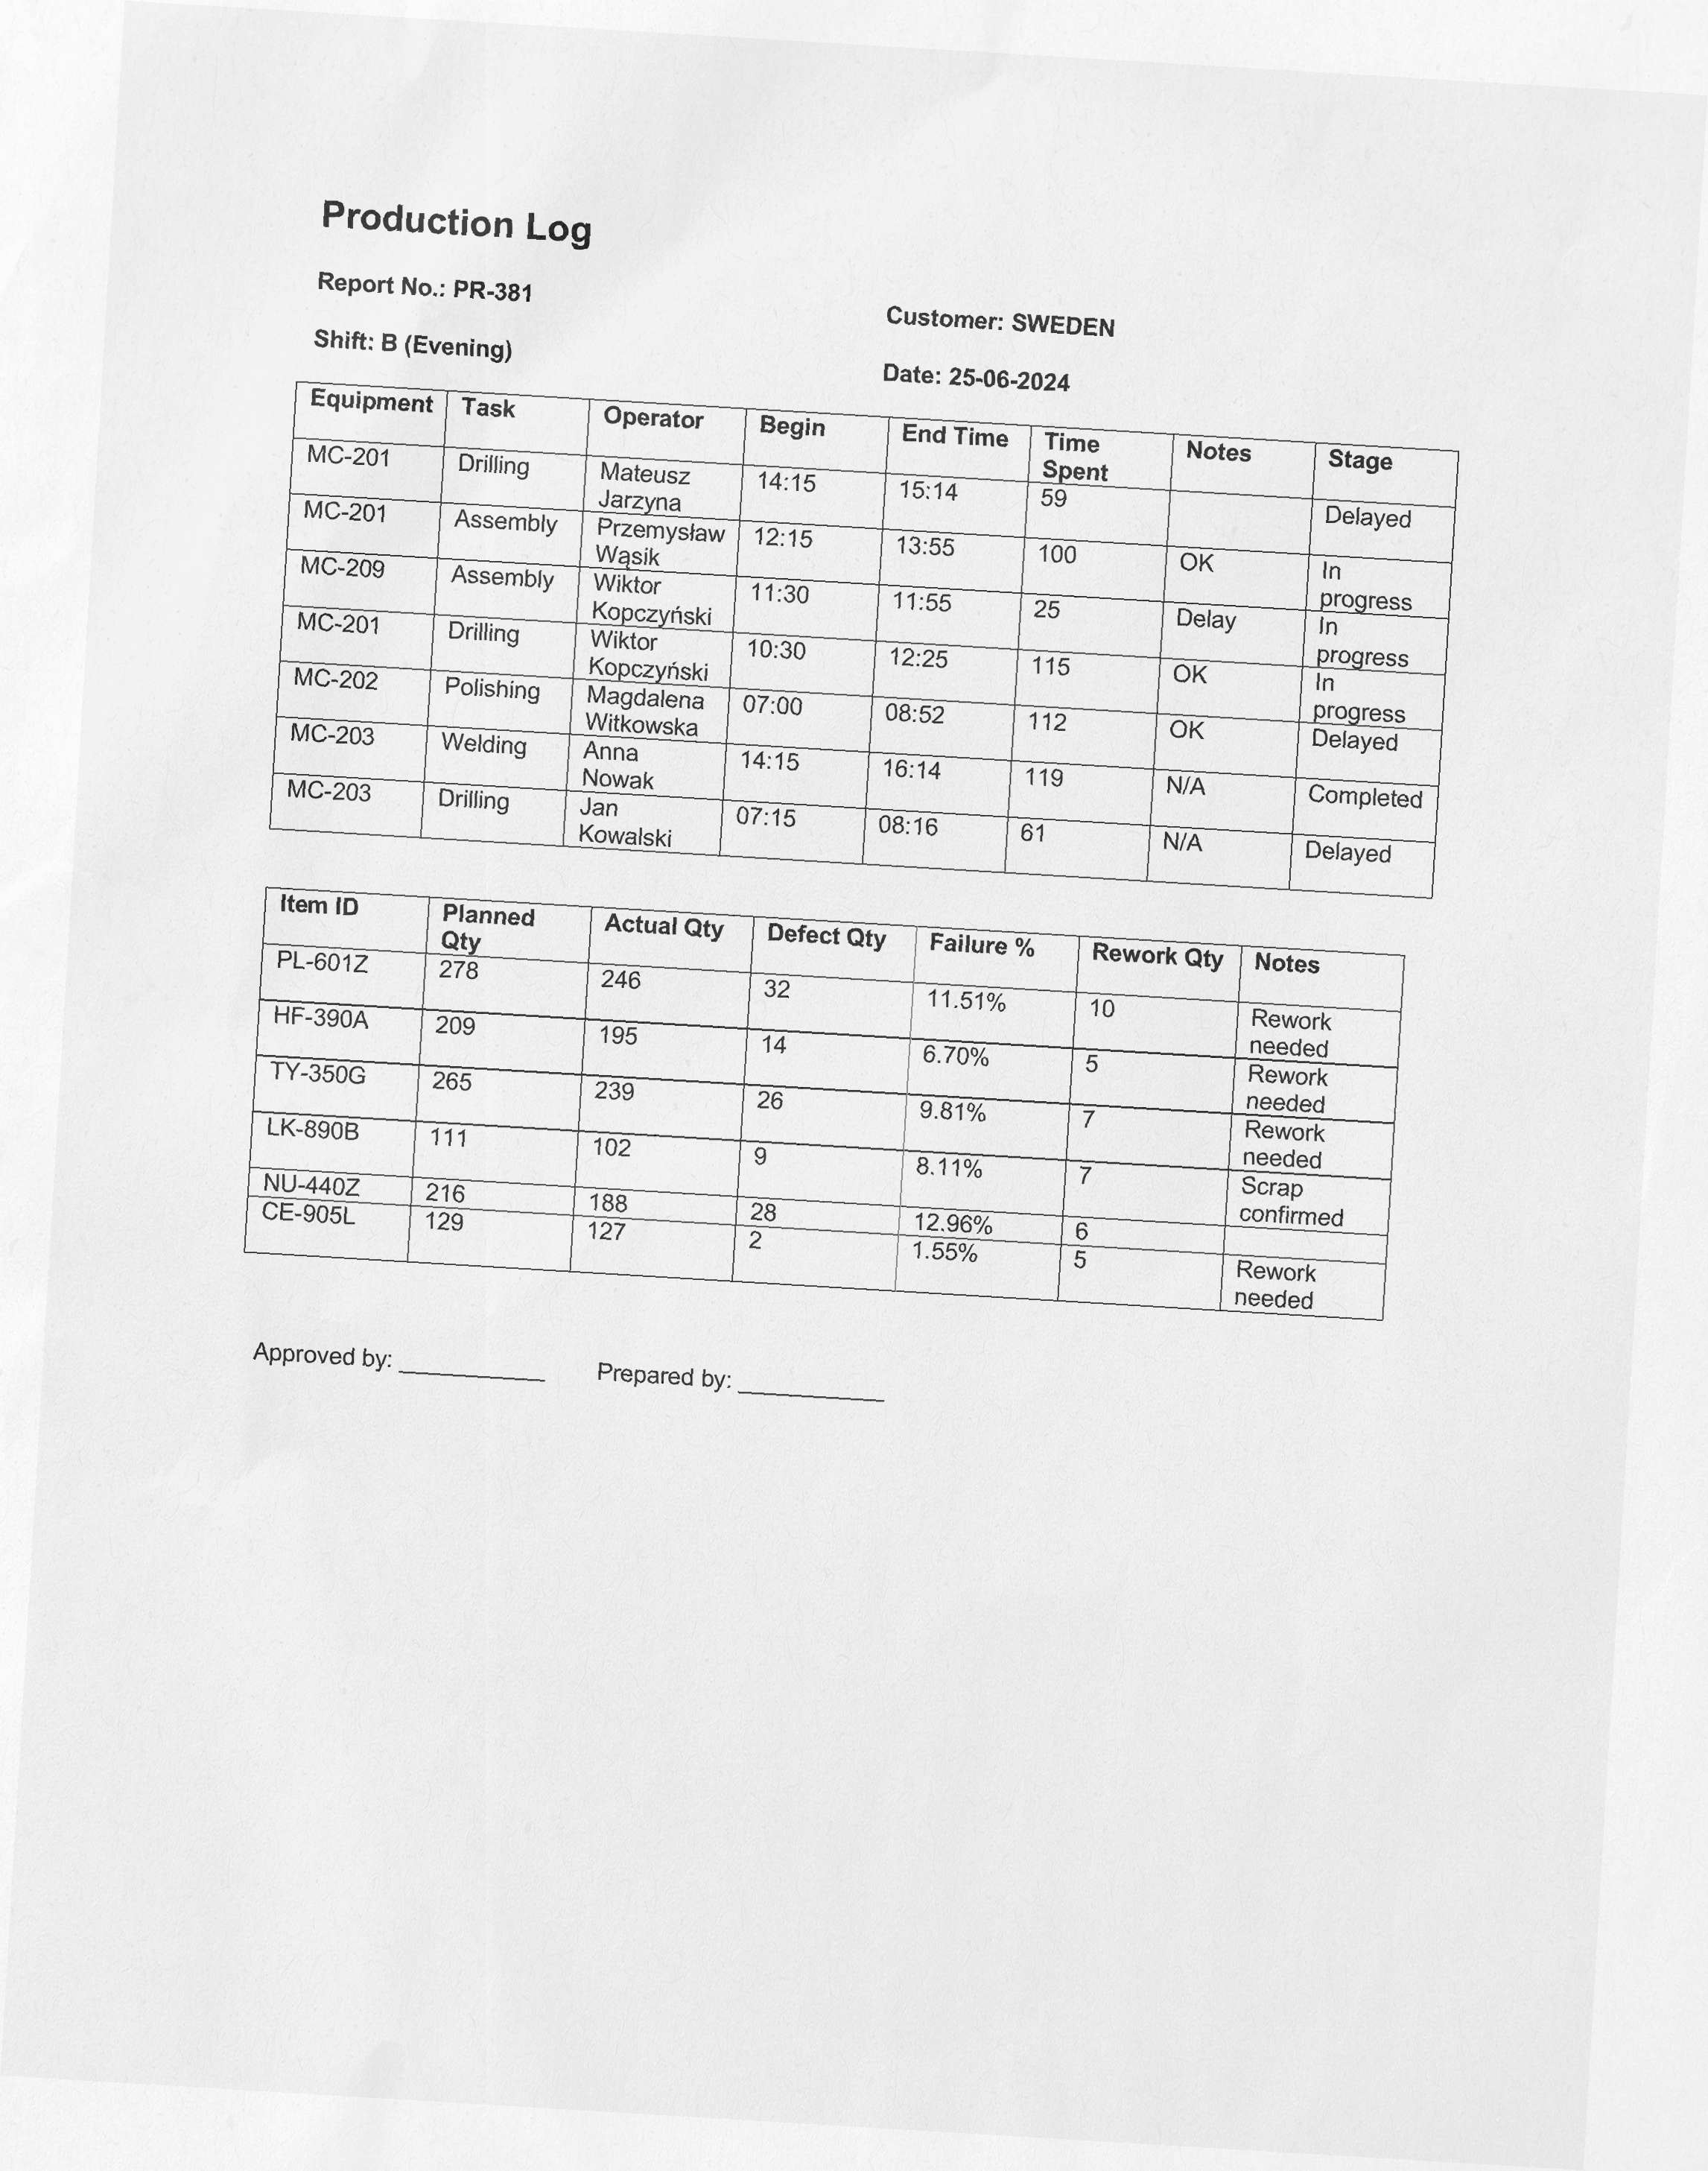 Production Log
Report No.: PR-381
Customer: SWEDEN
Shift: B (Evening)
Date: 25-06-2024
Equipment Task Operator Begin End Time Time Spent Notes Stage
MC-201 Drilling Mateusz Jarzyna 14:15 15:14 59 Delayed
MC-201 Assembly Przemysław Wąsik 12:15 13:55 100 OK In progress
MC-209 Assembly Wiktor Kopczyński 11:30 11:55 25 Delay In progress
MC-201 Drilling Wiktor Kopczyński 10:30 12:25 115 OK In progress
MC-202 Polishing Magdalena Witkowska 07:00 08:52 112 OK Delayed
MC-203 Welding Anna Nowak 14:15 16:14 119 N/A Completed
MC-203 Drilling Jan Kowalski 07:15 08:16 61 N/A Delayed
Item ID Planned Qty Actual Qty Defect Qty Failure % Rework Qty Notes
PL-601Z 278 246 32 11.51% 10 Rework needed
HF-390A 209 195 14 6.70% 5 Rework needed
TY-350G 265 239 26 9.81% 7 Rework needed
LK-890B 111 102 9 8.11% 7 Scrap confirmed
NU-440Z 216 188 28 12.96% 6
CE-905L 129 127 2 1.55% 5 Rework needed
Approved by: ____________ Prepared by: ____________